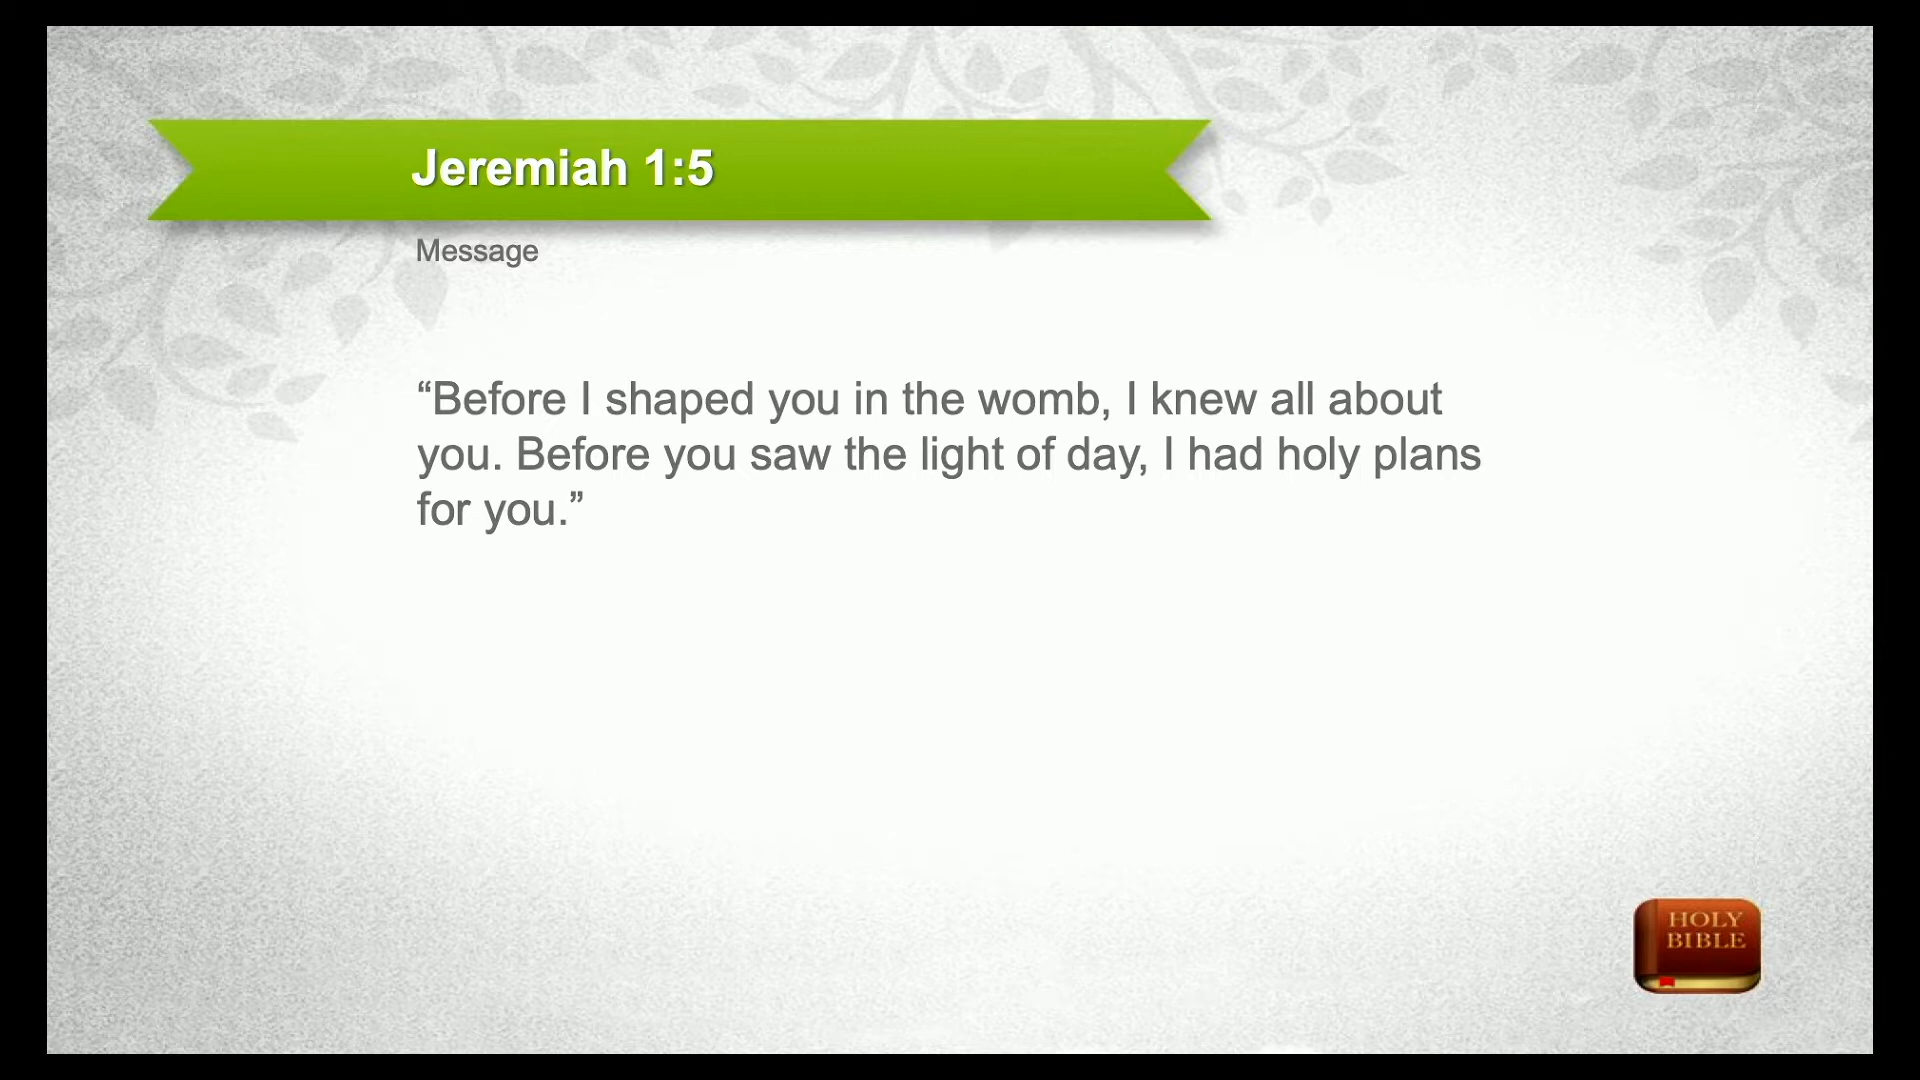 Jeremiah 1:5
Message
“Before I shaped you in the womb, I knew all about
you. Before you saw the light of day, I had holy plans
for you.”
HOLY
BIBLE